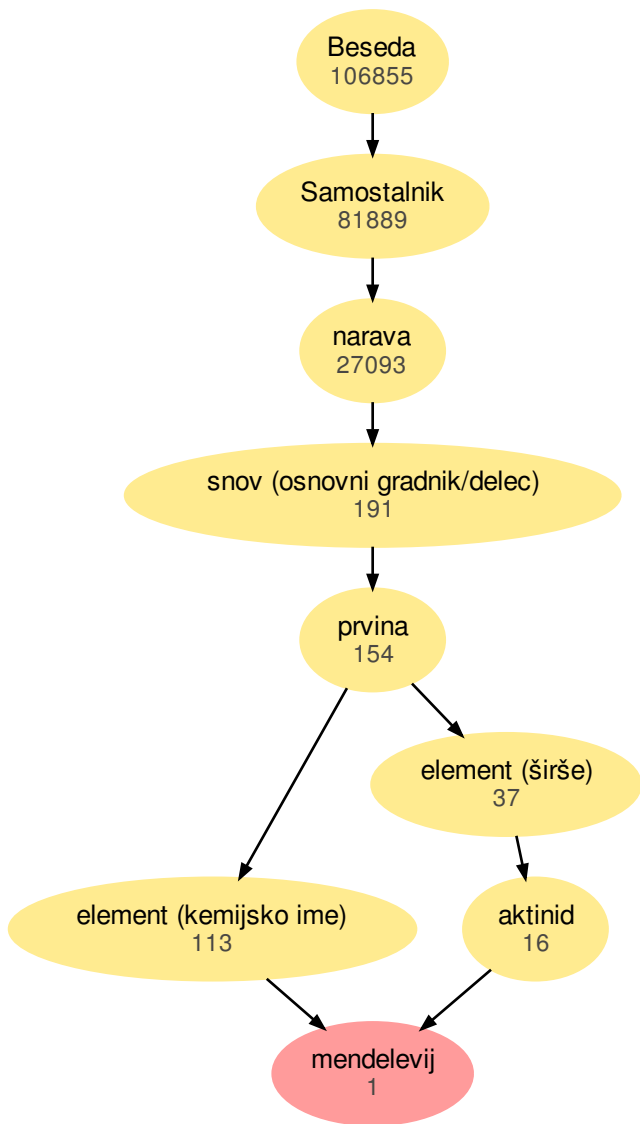 Beseda
106855
Samostalnik
81889
narava
27093
snov (osnovni gradnik/delec)
191
prvina
154
element (širše)
37
element (kemijsko ime)
113
aktinid
16
mendelevij
1